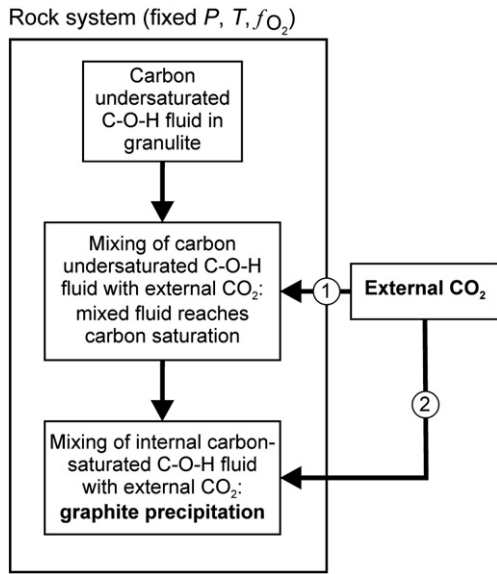 Rock system (fixed P, T, fO₂)
Carbon
undersaturated
C-O-H fluid in
granulite
Mixing of carbon
undersaturated C-O-H
fluid with external CO₂:
mixed fluid reaches
carbon saturation
1
External CO₂
2
Mixing of internal carbon-
saturated C-O-H fluid
with external CO₂:
graphite precipitation